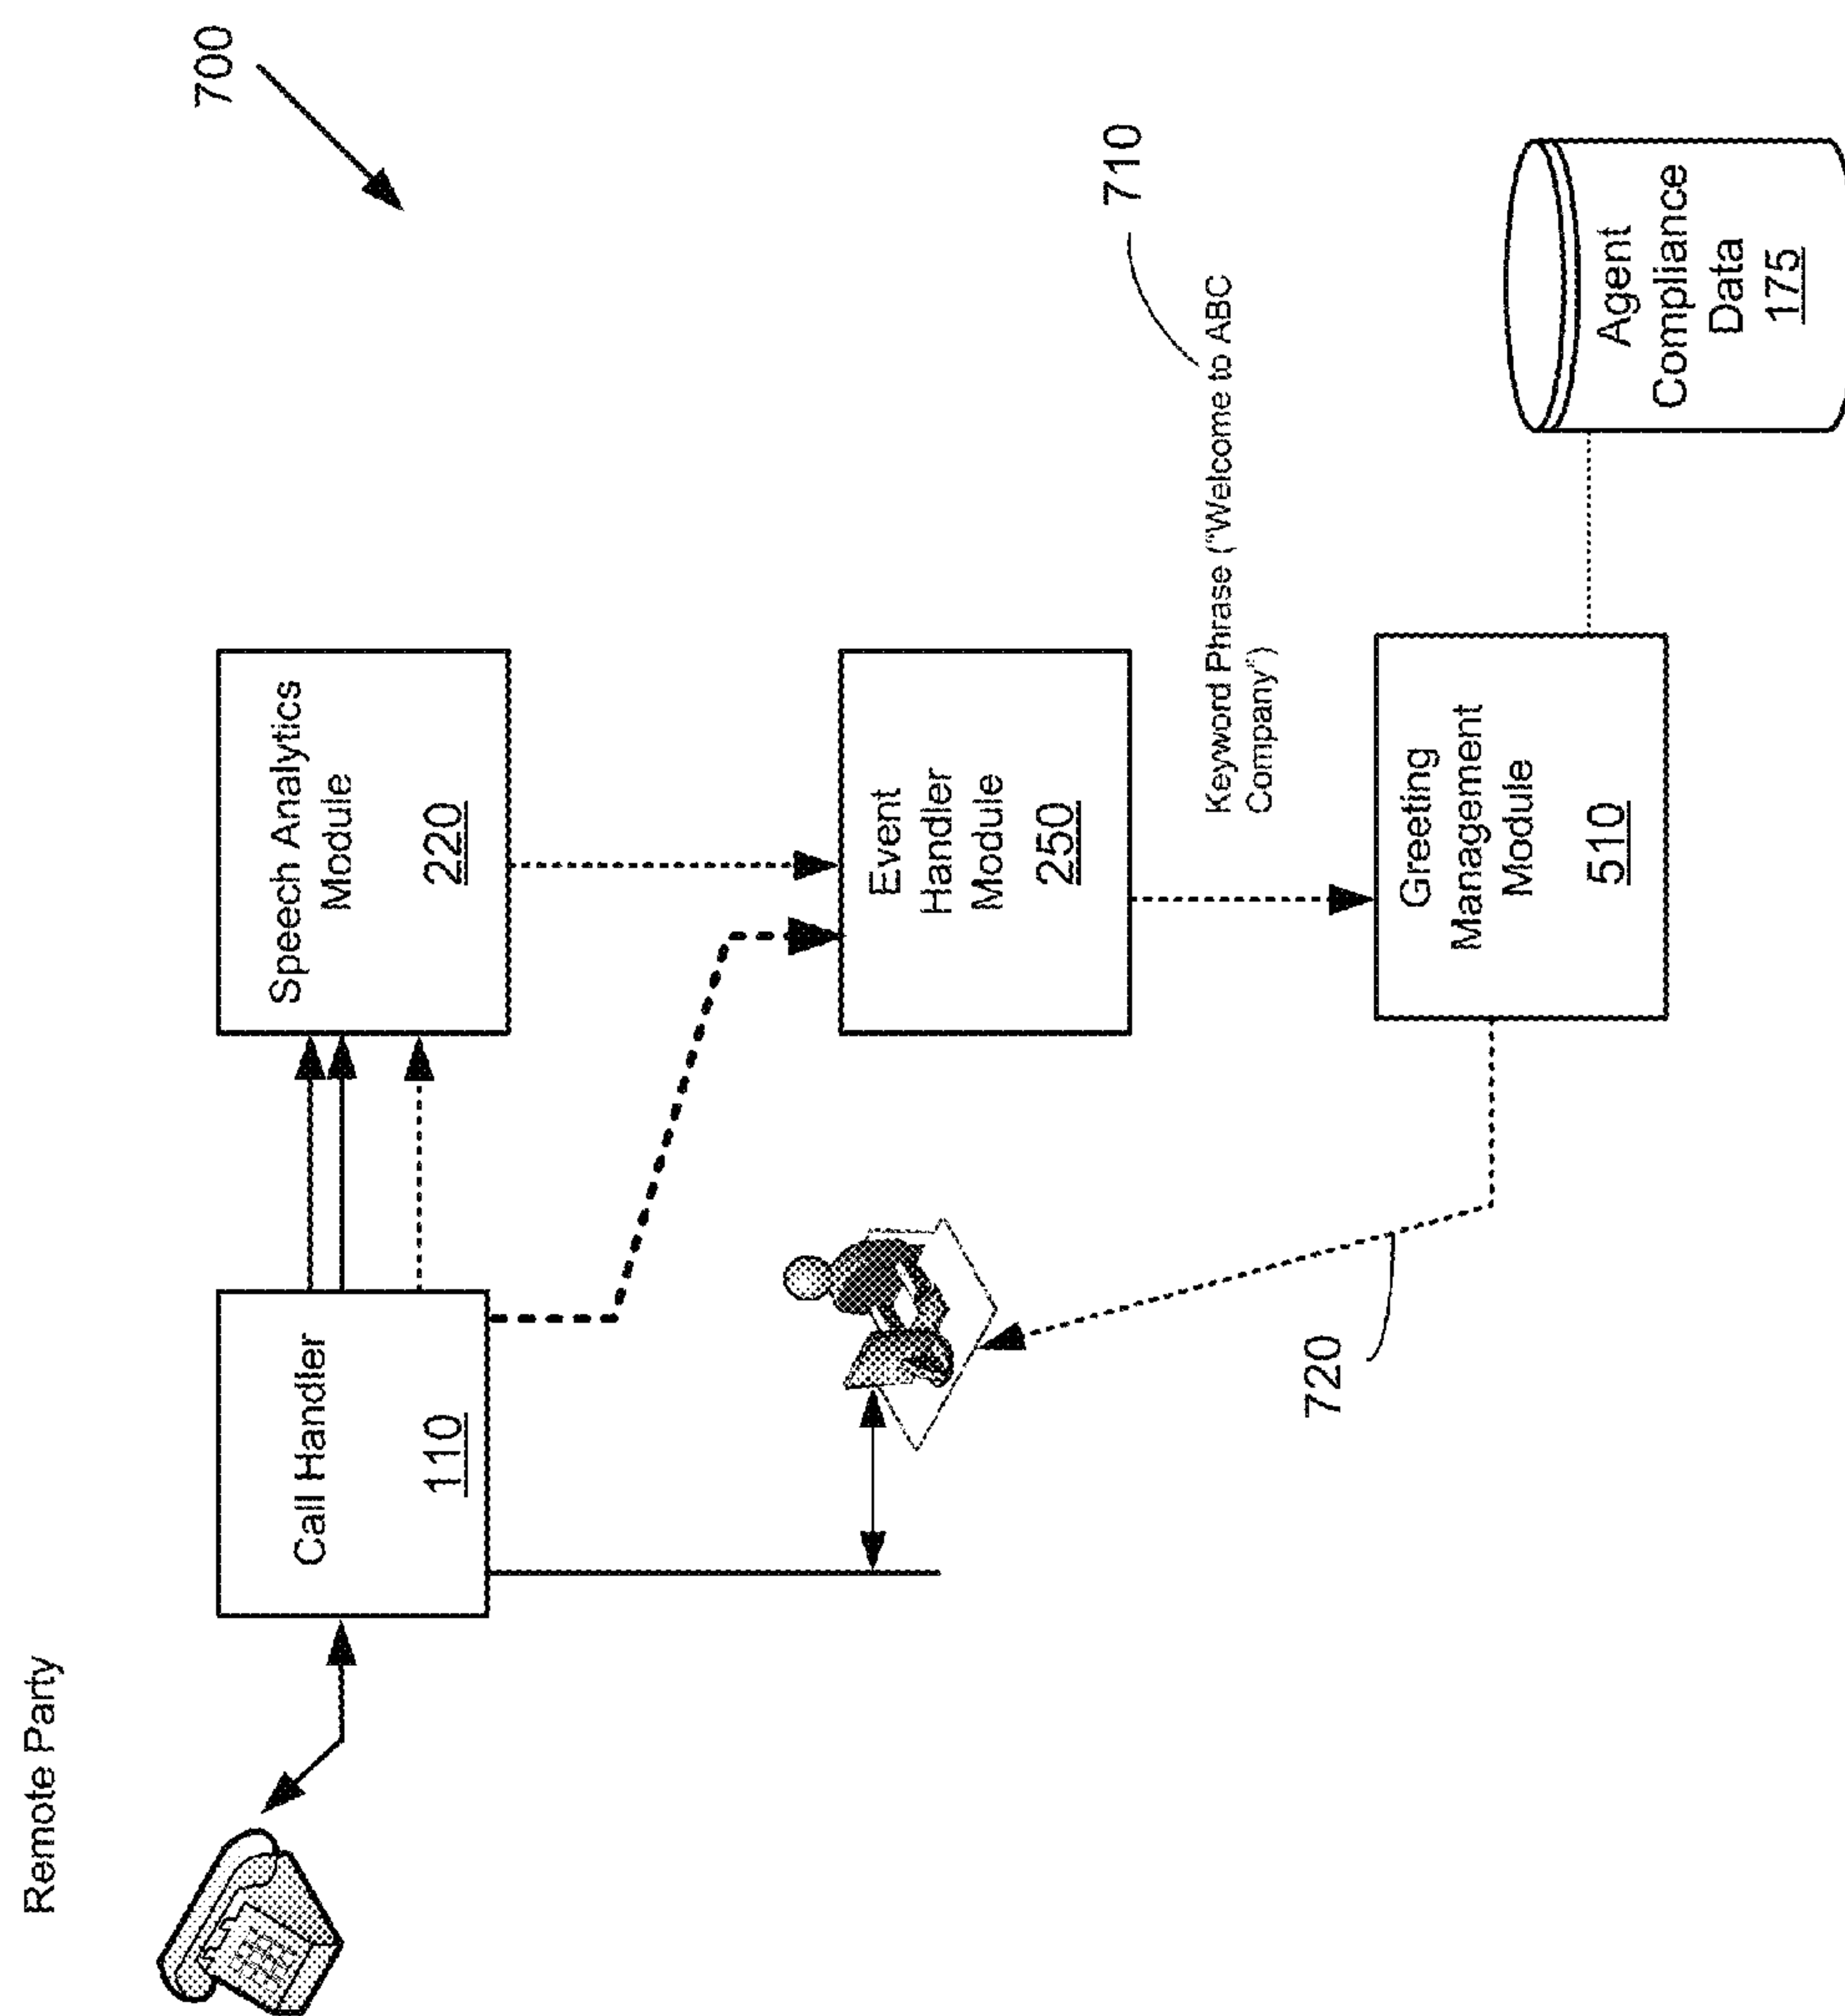 Remote Party
700
Call Handler
110
Speech Analytics
Module
220
Event
Handler
Module
250
710
Keyword Phrase (“Welcome to ABC
Company”)
720
Greeting
Management
Module
510
Agent
Compliance
Data
175